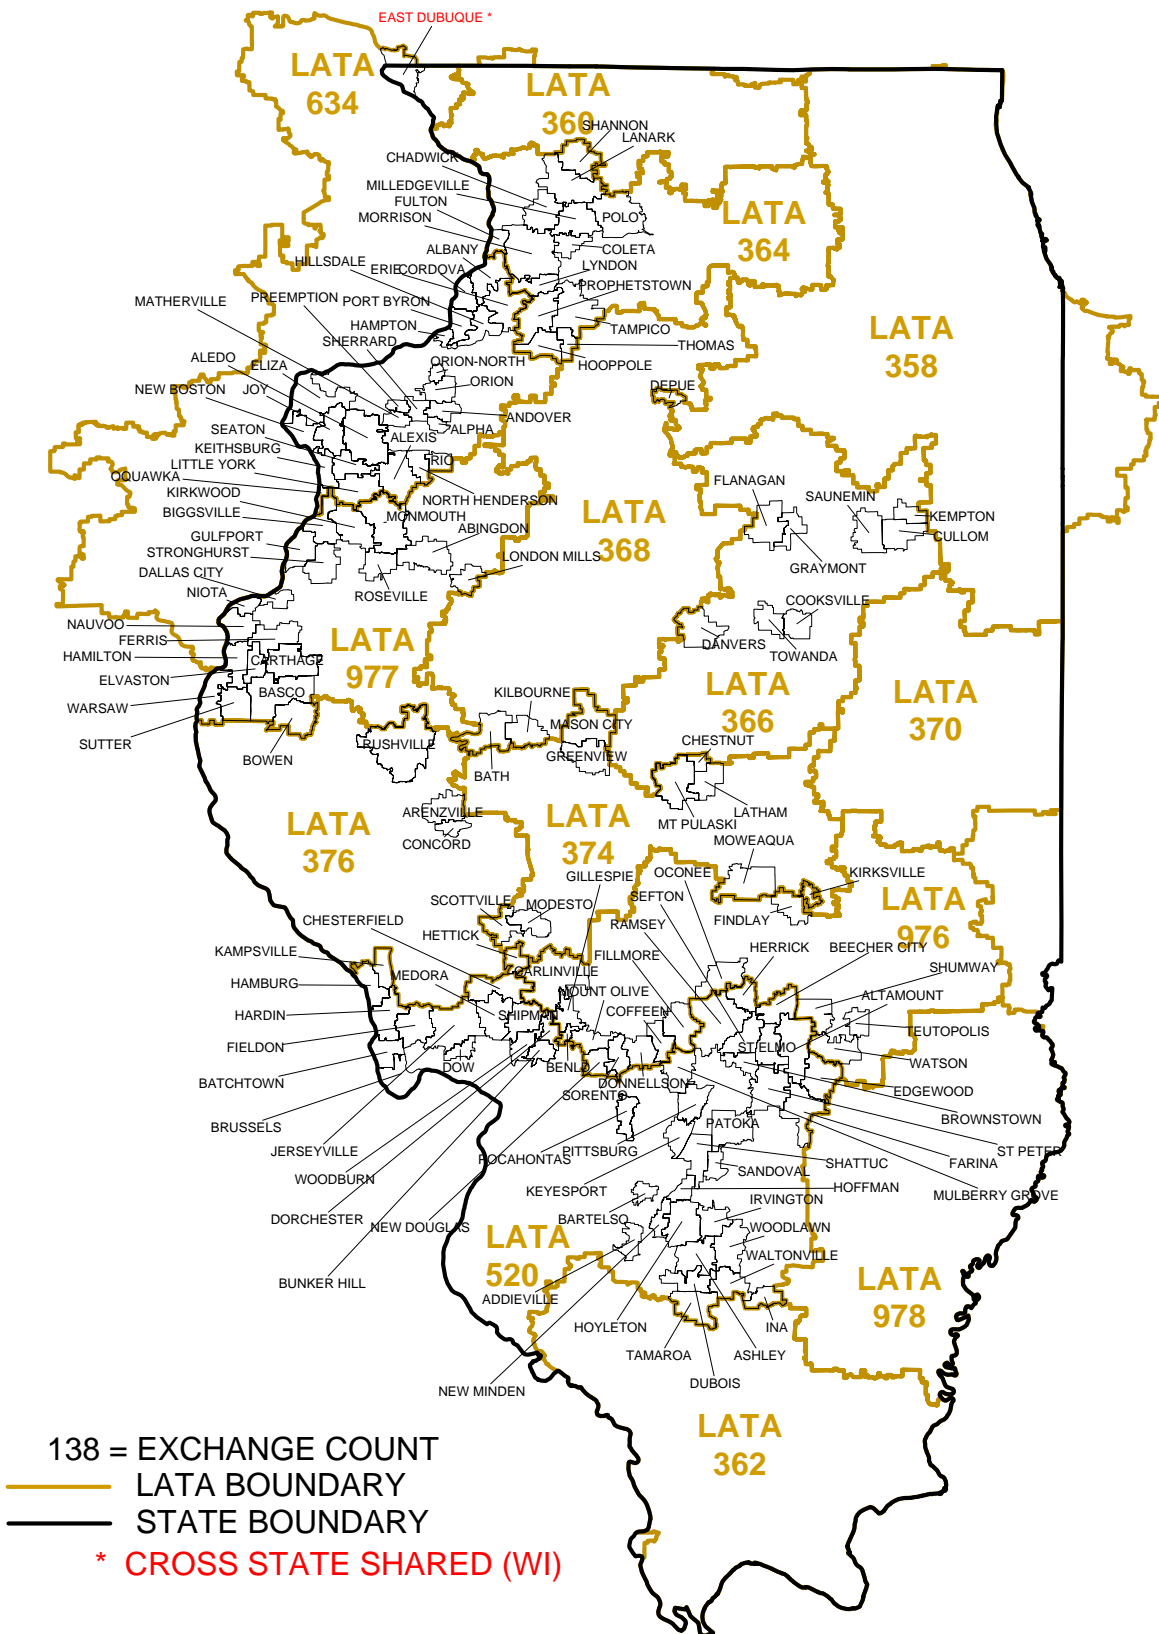 EAST DUBUQUE *
LATA
634
LATA
360
SHANNON
LANARK
CHADWICK
MILLEDGEVILLE
FULTON
MORRISON
POLO
LATA
364
ALBANY
COLETA
HILLSDALE
ERIE
CORDOVA
LYNDON
PROPHETSTOWN
MATHERVILLE
PREEMPTION
PORT BYRON
HAMPTON
TAMPICO
SHERRARD
THOMAS
HOOPPOLE
LATA
358
ALEDO
ELIZA
ORION-NORTH
NEW BOSTON
JOY
ORION
DEPUE
ANDOVER
SEATON
ALPHA
KEITHSBURG
ALEXIS
LITTLE YORK
RIO
OQUAWKA
KIRKWOOD
NORTH HENDERSON
BIGGSVILLE
MONMOUTH
LATA
368
FLANAGAN
SAUNEMIN
KEMPTON
GULFPORT
ABINGDON
CULLOM
STRONGHURST
LONDON MILLS
GRAYMONT
DALLAS CITY
NIOTA
ROSEVILLE
COOKSVILLE
NAUVOO
FERRIS
LATA
977
DANVERS
TOWANDA
HAMILTON
CARTHAGE
ELVASTON
BASCO
KILBOURNE
LATA
366
LATA
370
WARSAW
MASON CITY
SUTTER
BOWEN
RUSHVILLE
GREENVIEW
CHESTNUT
BATH
ARENZVILLE
LATHAM
LATA
376
LATA
374
MT PULASKI
CONCORD
MOWEAQUA
GILLESPIE
OCONEE
KIRKSVILLE
CHESTERFIELD
SCOTTVILLE
MODESTO
SEFTON
FINDLAY
LATA
976
HETTICK
RAMSEY
KAMPSVILLE
FILLMORE
HERRICK
BEECHER CITY
HAMBURG
MEDORA
CARLINVILLE
SHUMWAY
MOUNT OLIVE
ALTAMOUNT
HARDIN
SHIPMAN
COFFEEN
TEUTOPOLIS
FIELDON
ST ELMO
WATSON
BATCHTOWN
DOW
BENLD
DONNELLSON
EDGEWOOD
SORENTO
BROWNSTOWN
BRUSSELS
PATOKA
JERSEYVILLE
POCAHONTAS
PITTSBURG
ST PETER
WOODBURN
SANDOVAL
SHATTUC
FARINA
KEYESPORT
HOFFMAN
MULBERRY GROVE
DORCHESTER
NEW DOUGLAS
BARTELSO
IRVINGTON
WOODLAWN
LATA
520
WALTONVILLE
BUNKER HILL
ADDIEVILLE
LATA
978
HOYLETON
INA
TAMAROA
ASHLEY
DUBOIS
NEW MINDEN
LATA
362
138 = EXCHANGE COUNT
LATA BOUNDARY
STATE BOUNDARY
* CROSS STATE SHARED (WI)